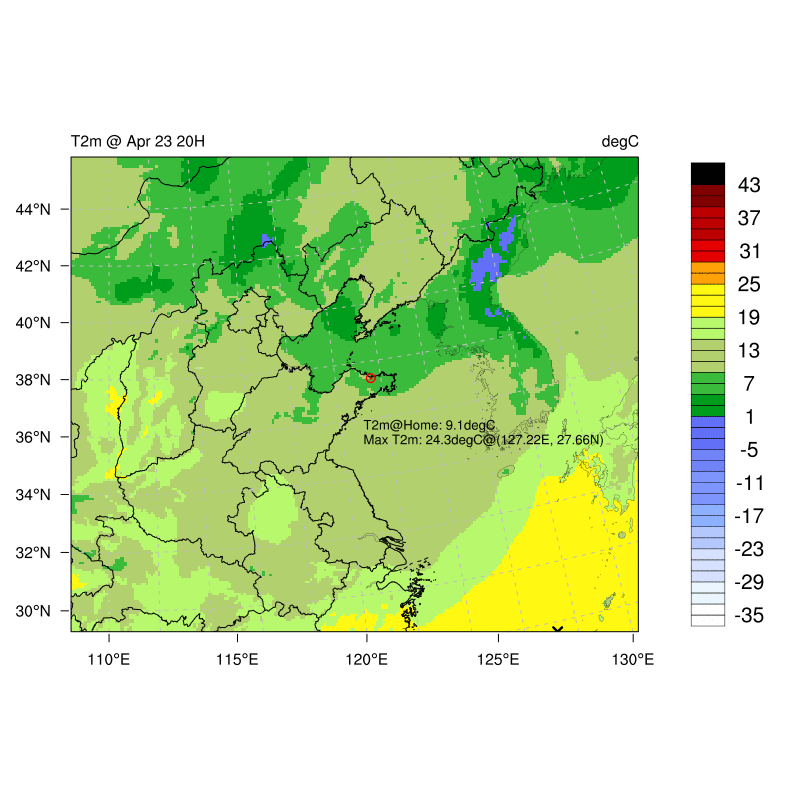 T2m @ Apr 23 20H
degC
44°N
42°N
40°N
38°N
36°N
34°N
32°N
30°N
110°E
115°E
120°E
125°E
130°E
T2m@Home: 9.1degC
Max T2m: 24.3degC@(127.22E, 27.66N)
43
37
31
25
19
13
7
1
-5
-11
-17
-23
-29
-35